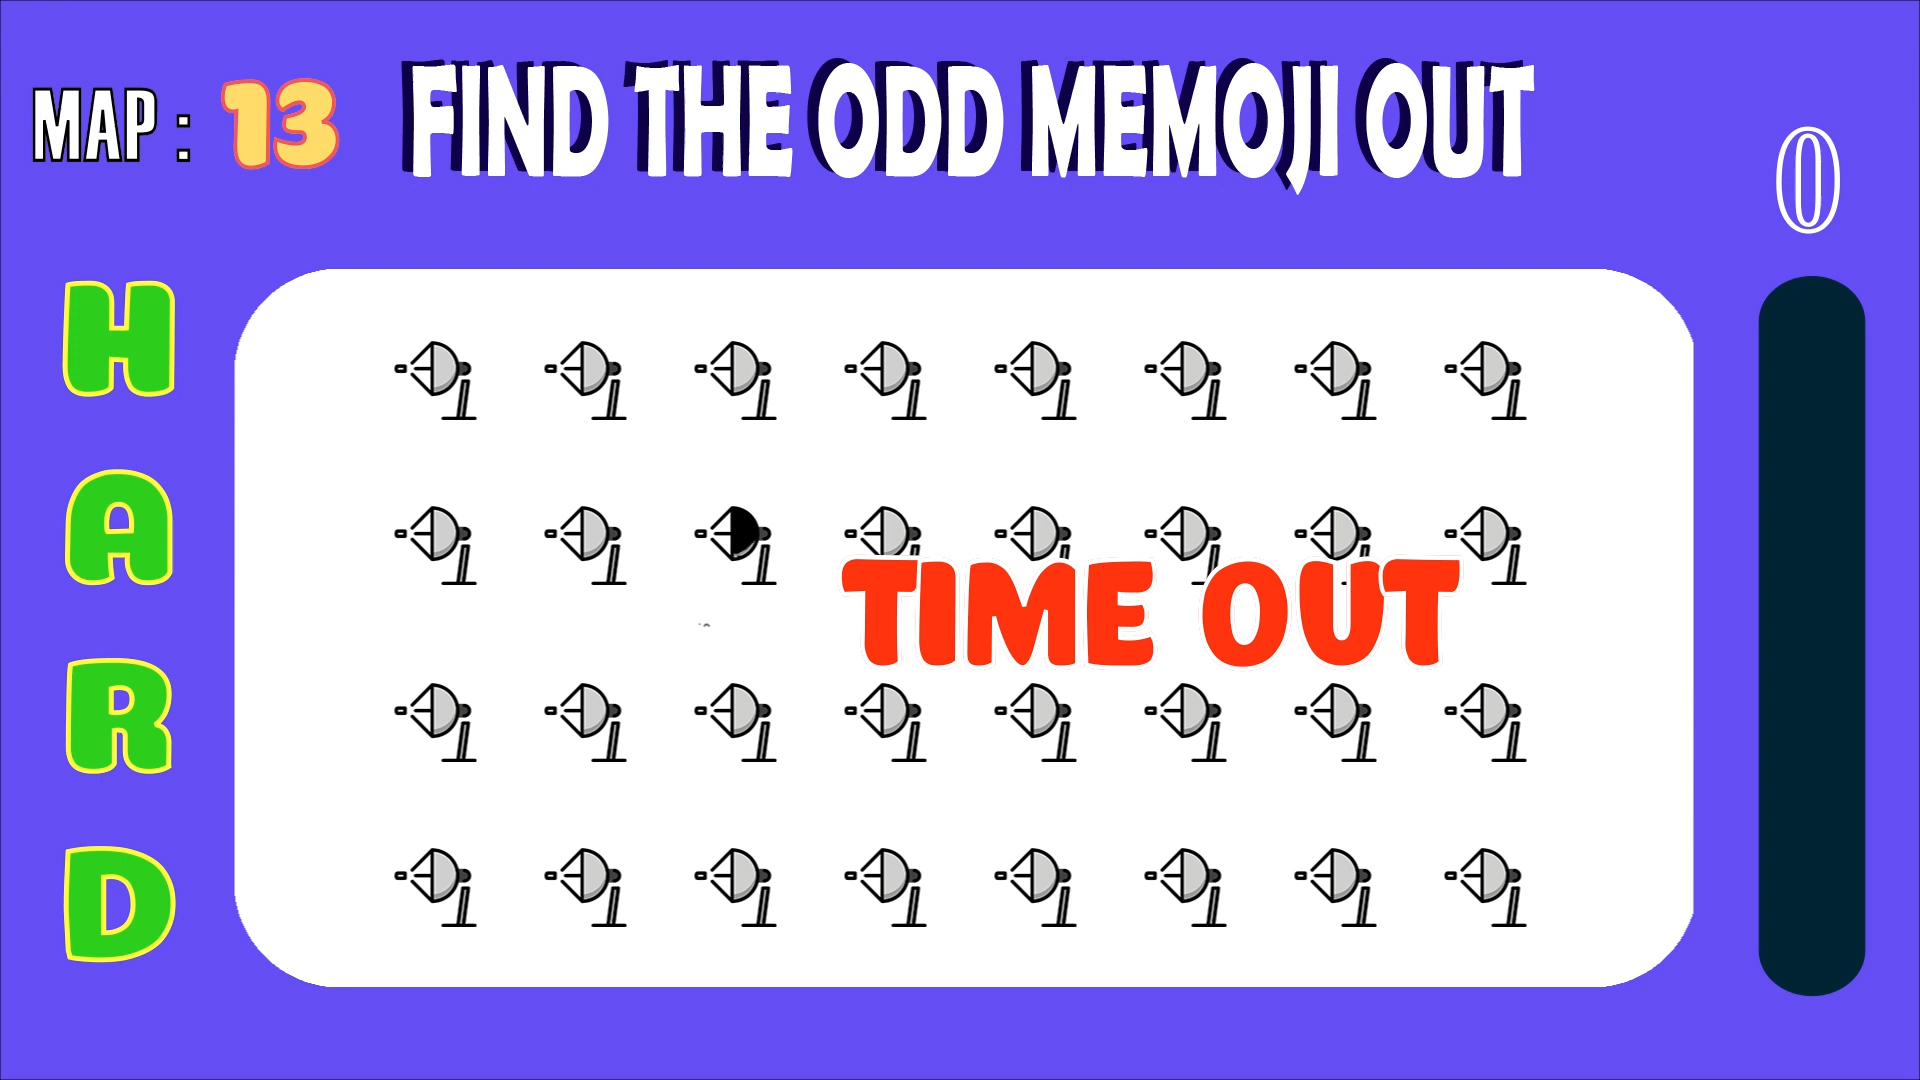 MAP : 13
FIND THE ODD MEMOJI OUT
0
HARD
TIME OUT